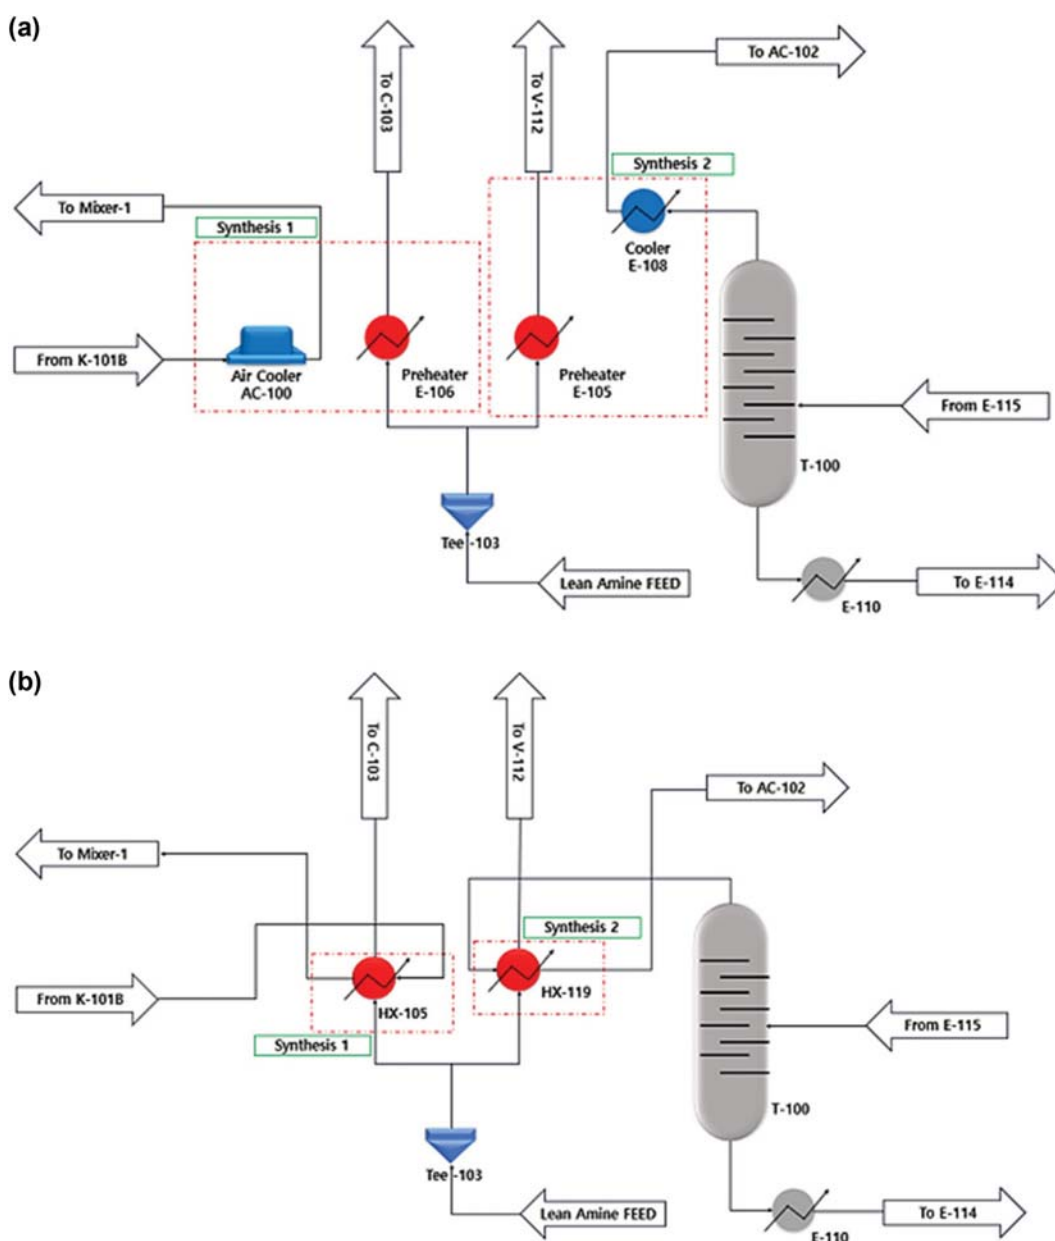 (a)
To C-103
To V-112
To AC-102
Synthesis 2
To Mixer-1
Synthesis 1
Cooler
E-108
From K-101B
Air Cooler
AC-100
Preheater
E-106
Preheater
E-105
From E-115
T-100
Tee -103
Lean Amine FEED
To E-114
E-110
(b)
To C-103
To V-112
To AC-102
To Mixer-1
Synthesis 2
From K-101B
HX-105
HX-119
From E-115
Synthesis 1
T-100
Tee -103
Lean Amine FEED
To E-114
E-110